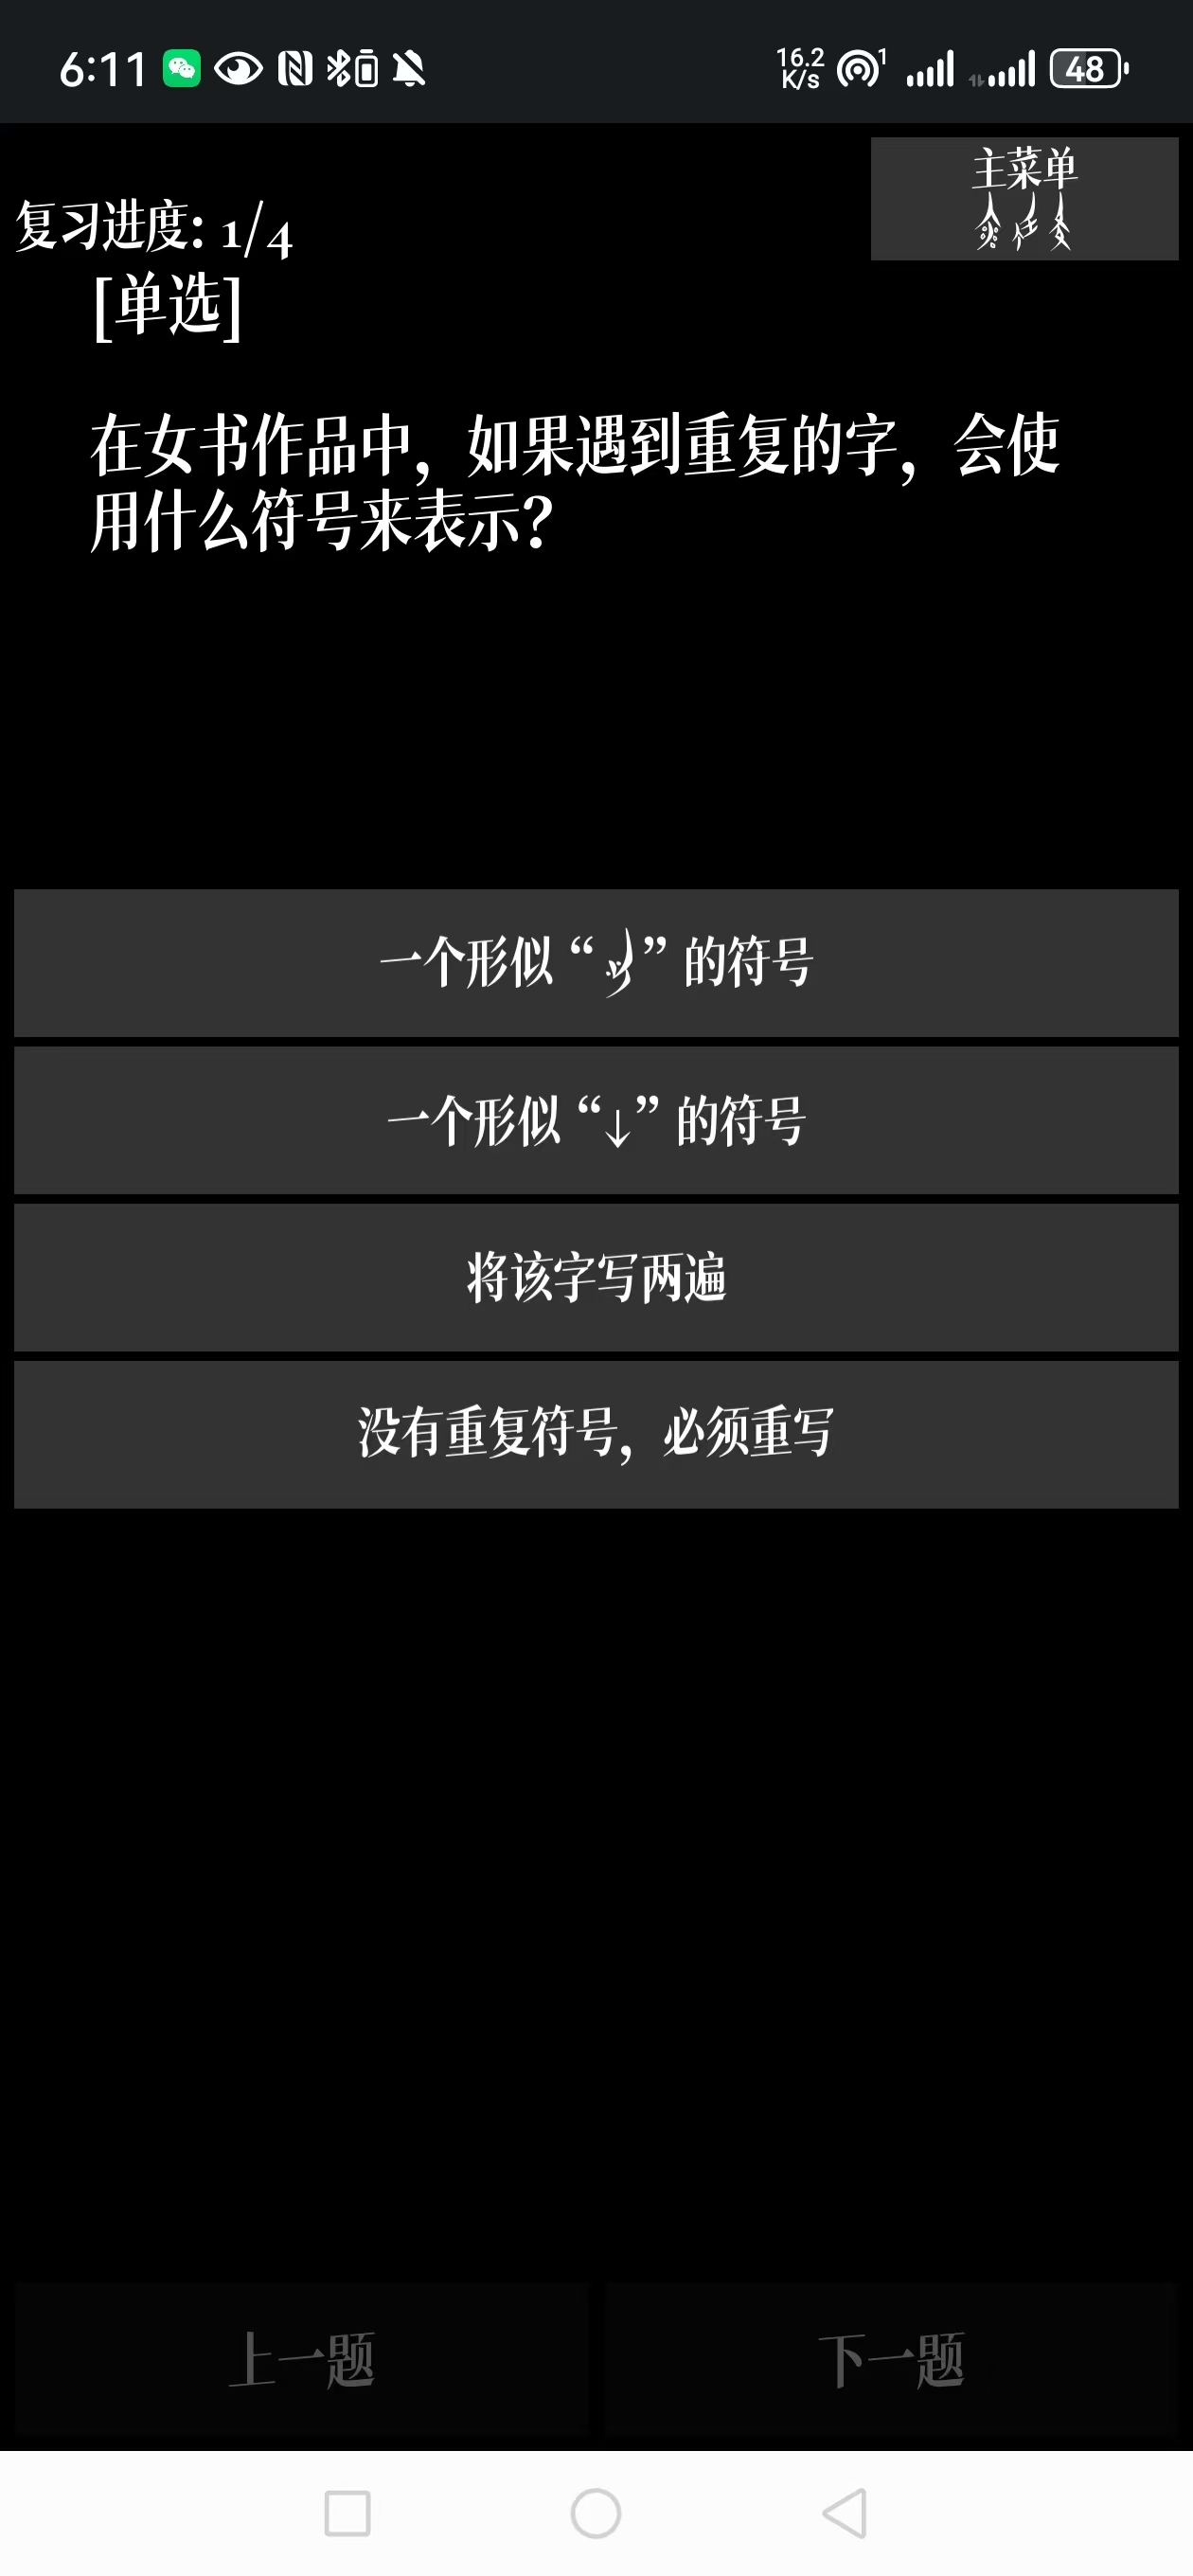 6:11
16.2
K/s
1
48
主菜单
复习进度: 1/4
[单选]
在女书作品中，如果遇到重复的字，会使
用什么符号来表示？
一个形似“”的符号
一个形似“↓”的符号
将该字写两遍
没有重复符号，必须重写
上一题
下一题